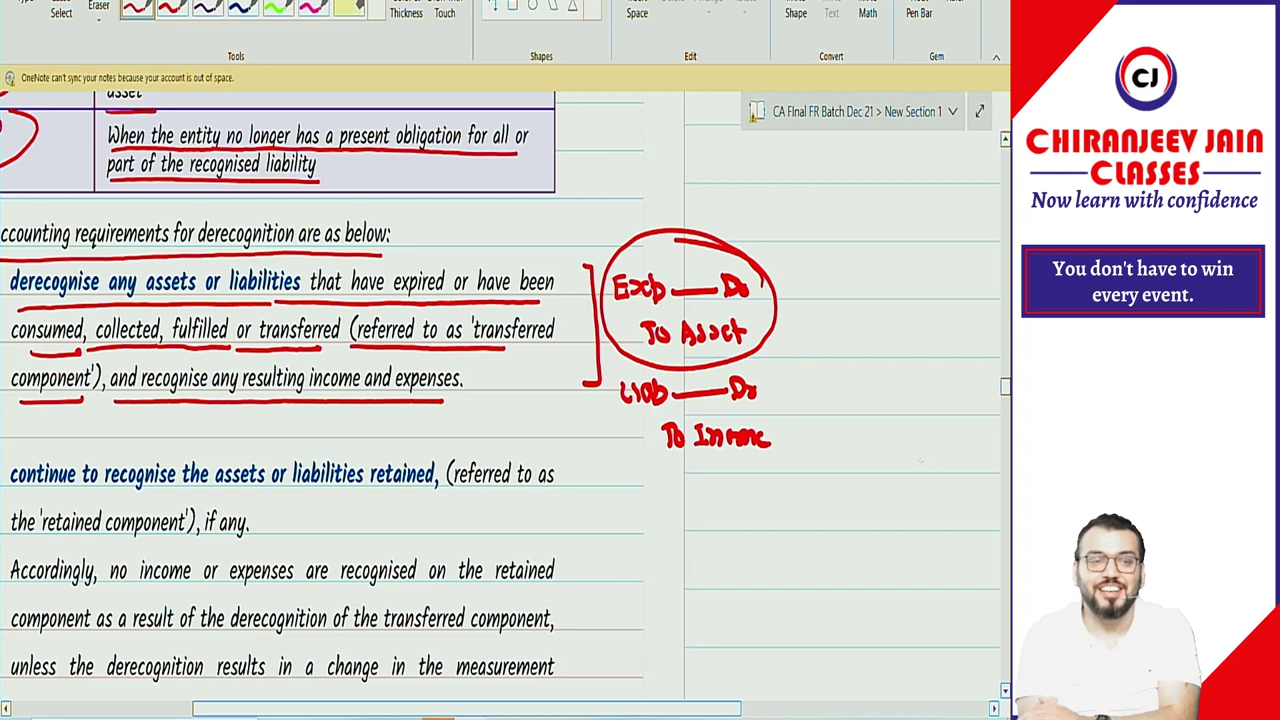 Type
Select
Eraser
Thickness
Touch
Tools
Shapes
Space
Edit
Shape
Text
Math
Convert
Pen Bar
Gem
OneNote can't sync your notes because your account is out of space.
CA FInal FR Batch Dec 21 > New Section 1
asset
When the entity no longer has a present obligation for all or
part of the recognised liability
ccounting requirements for derecognition are as below:
derecognise any assets or liabilities that have expired or have been
consumed, collected, fulfilled or transferred (referred to as 'transferred
component'), and recognise any resulting income and expenses.
Exp — Dr
To Asset
Liab — Dr
To Income
continue to recognise the assets or liabilities retained, (referred to as
the 'retained component'), if any.
Accordingly, no income or expenses are recognised on the retained
component as a result of the derecognition of the transferred component,
unless the derecognition results in a change in the measurement
CJ
CHIRANJEEV JAIN
CLASSES
Now learn with confidence
You don't have to win
every event.